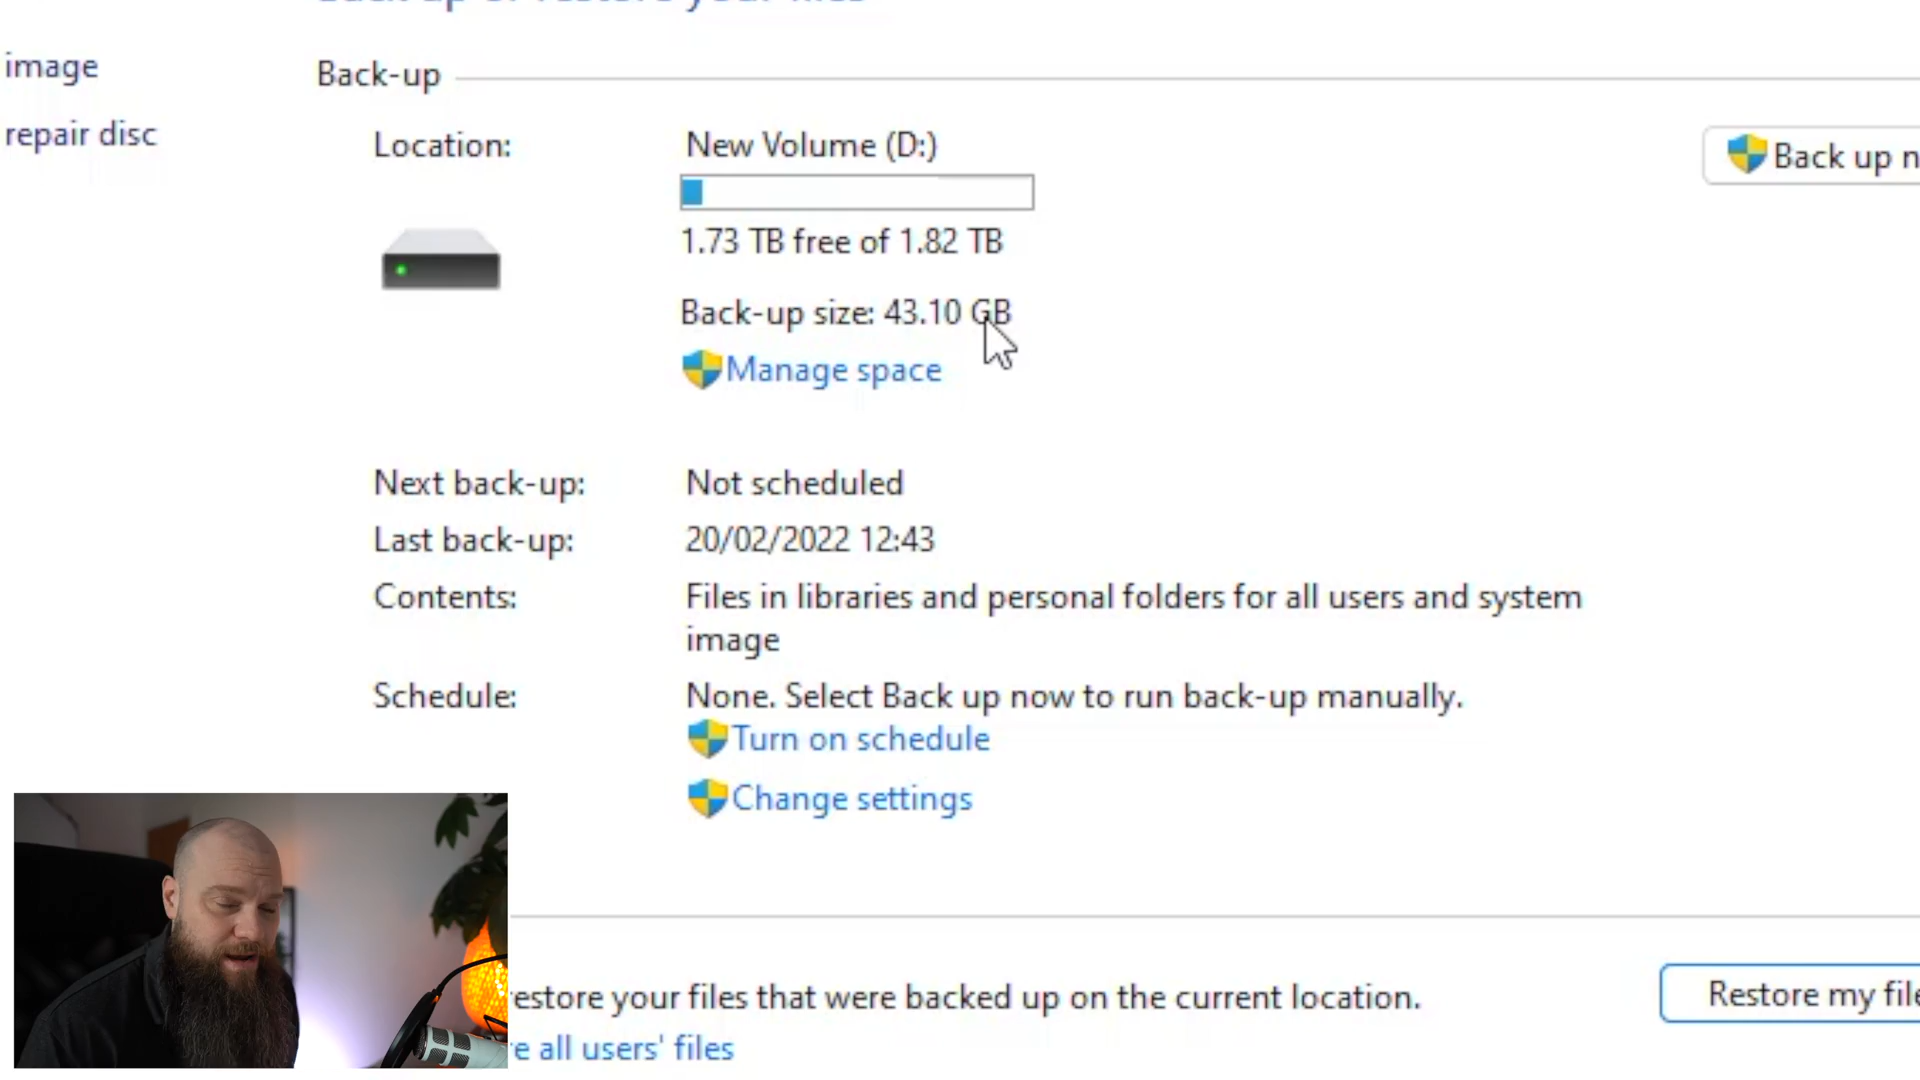 image
Back-up
repair disc
Location:
New Volume (D:)
Back up
1.73 TB free of 1.82 TB
Back-up size: 43.10 GB
Manage space
Next back-up:
Not scheduled
Last back-up:
20/02/2022 12:43
Contents:
Files in libraries and personal folders for all users and system
image
Schedule:
None. Select Back up now to run back-up manually.
Turn on schedule
Change settings
your files that were backed up on the current location.
Restore my
all users' files